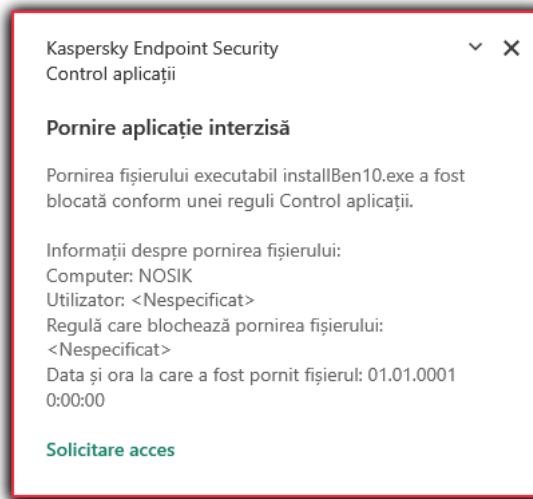 Kaspersky Endpoint Security
Control aplicații
Pornire aplicație interzisă
Pornirea fișierului executabil installBen10.exe a fost
blocată conform unei reguli Control aplicații.
Informații despre pornirea fișierului:
Computer: NOSIK
Utilizator: <Nespecificat>
Regulă care blochează pornirea fișierului:
<Nespecificat>
Data și ora la care a fost pornit fișierul: 01.01.0001
0:00:00
Solicitare acces